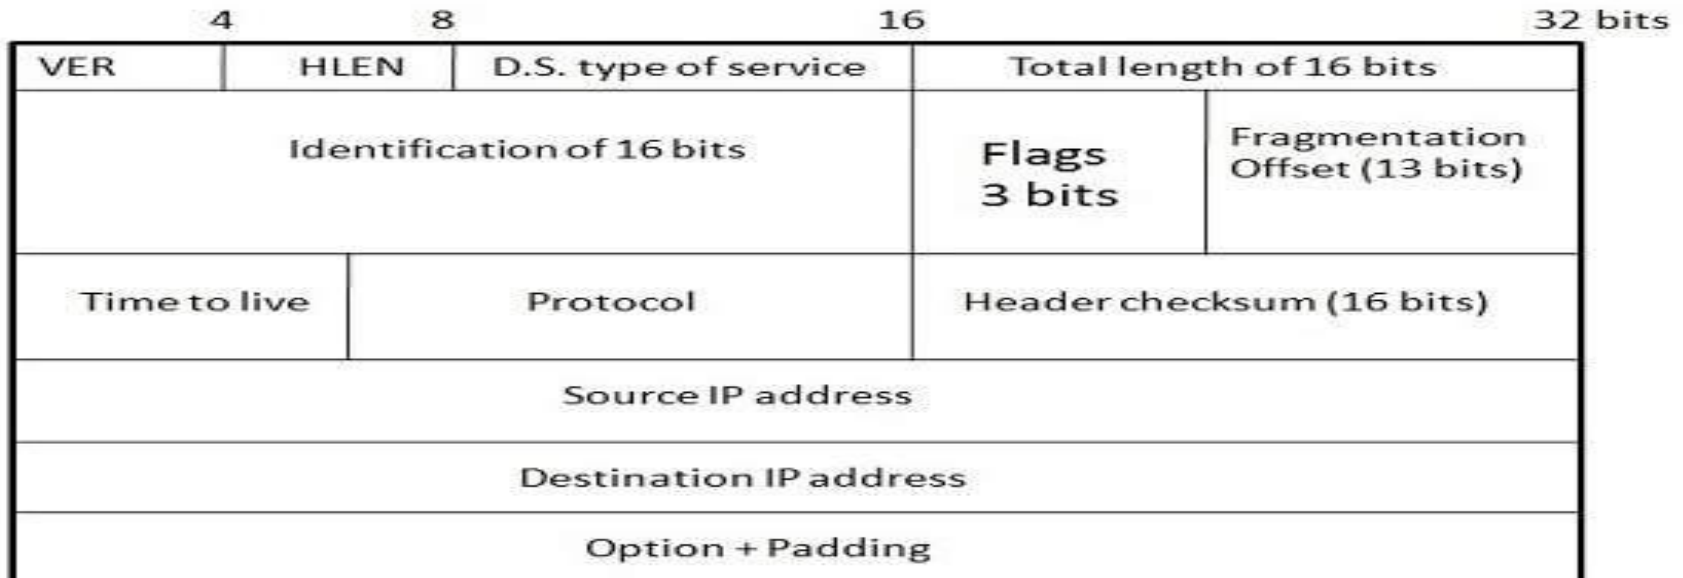 4 8 16 32 bits
VER HLEN D.S. type of service Total length of 16 bits
Identification of 16 bits
Flags
3 bits
Fragmentation
Offset (13 bits)
Time to live Protocol Header checksum (16 bits)
Source IP address
Destination IP address
Option + Padding